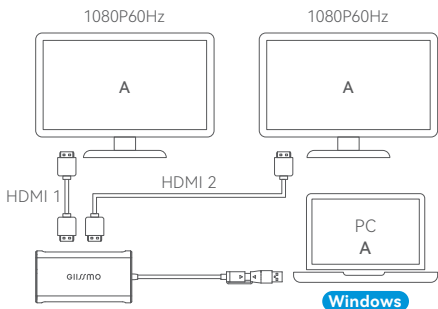 1080P60Hz
1080P60Hz
A
A
HDMI 1
HDMI 2
PC
A
GIISSMO
Windows